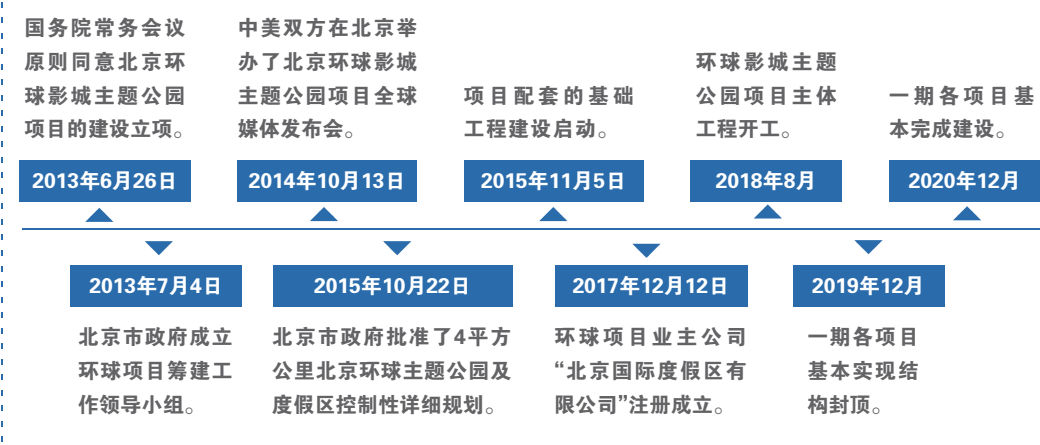 国务院常务会议
原则同意北京环
球影城主题公园
项目的建设立项。
2013年6月26日
中美双方在北京举
办了北京环球影城
主题公园项目全球
媒体发布会。
2014年10月13日
项目配套的基础
工程建设启动。
2015年11月5日
环球影城主题
公园项目主体
工程开工。
2018年8月
一期各项目基
本完成建设。
2020年12月
2013年7月4日
北京市政府成立
环球项目筹建工
作领导小组。
2015年10月22日
北京市政府批准了4平方
公里北京环球主题公园及
度假区控制性详细规划。
2017年12月12日
环球项目业主公司
“北京国际度假区有
限公司”注册成立。
2019年12月
一期各项目
基本实现结
构封顶。